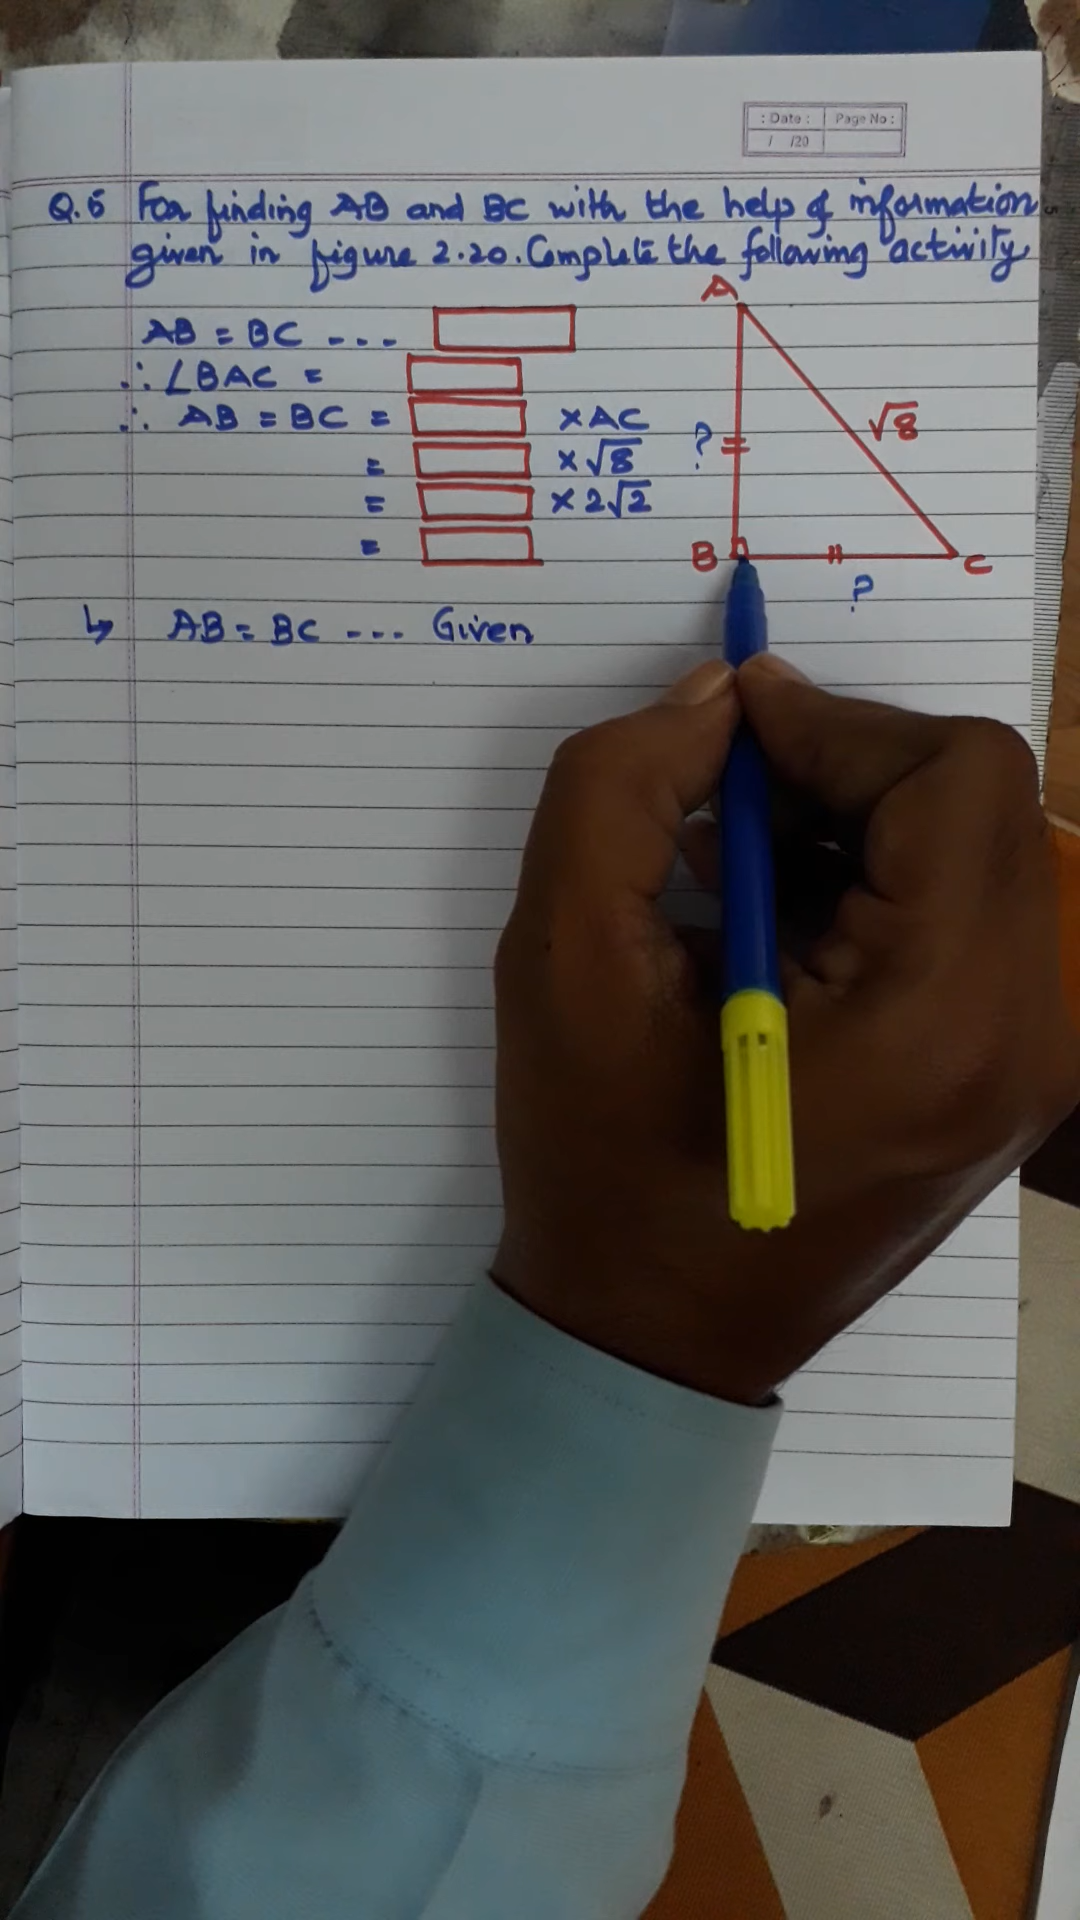 : Date : Page No :
/ /20
Q.5 For finding AB and BC with the help of information
given in figure 2.20. Complete the following activity
AB = BC ---
∴ ∠BAC =
∴ AB = BC = × AC
= × √8
= × 2√2
=
A
√8
?
B
C
?
↳ AB = BC --- Given